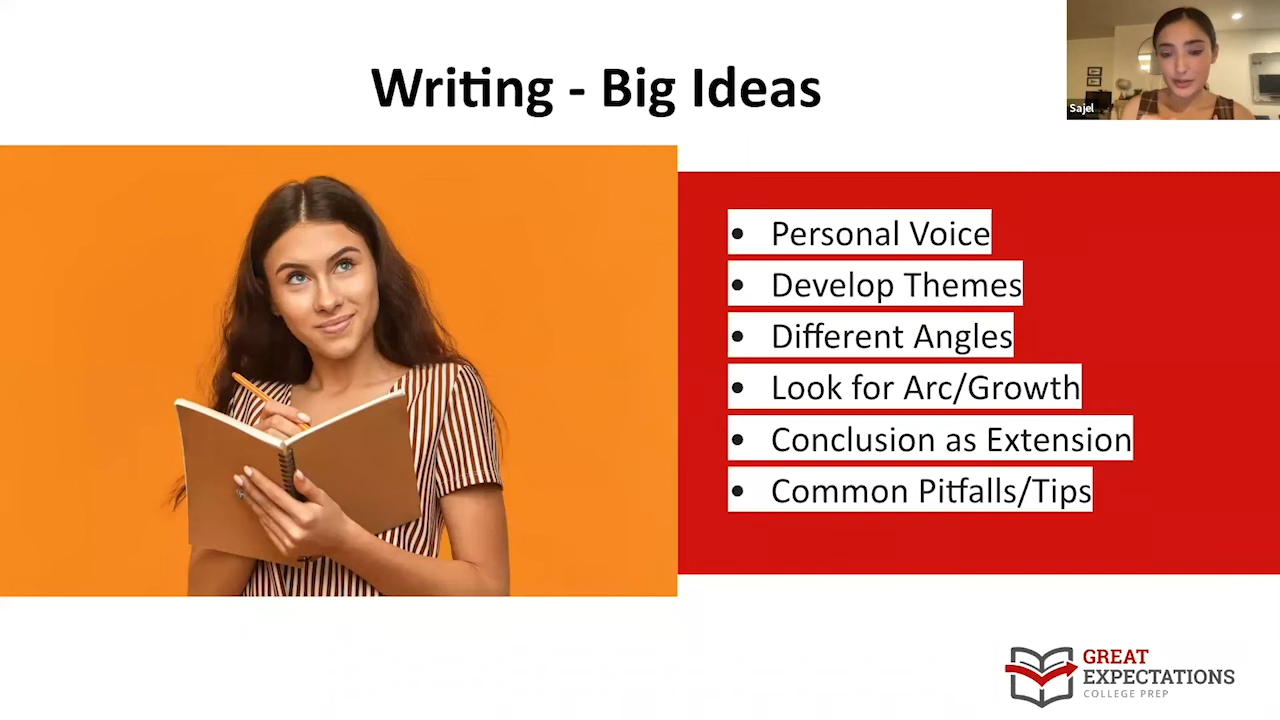 Writing - Big Ideas
Sajel
• Personal Voice
• Develop Themes
• Different Angles
• Look for Arc/Growth
• Conclusion as Extension
• Common Pitfalls/Tips
GREAT
EXPECTATIONS
COLLEGE PREP